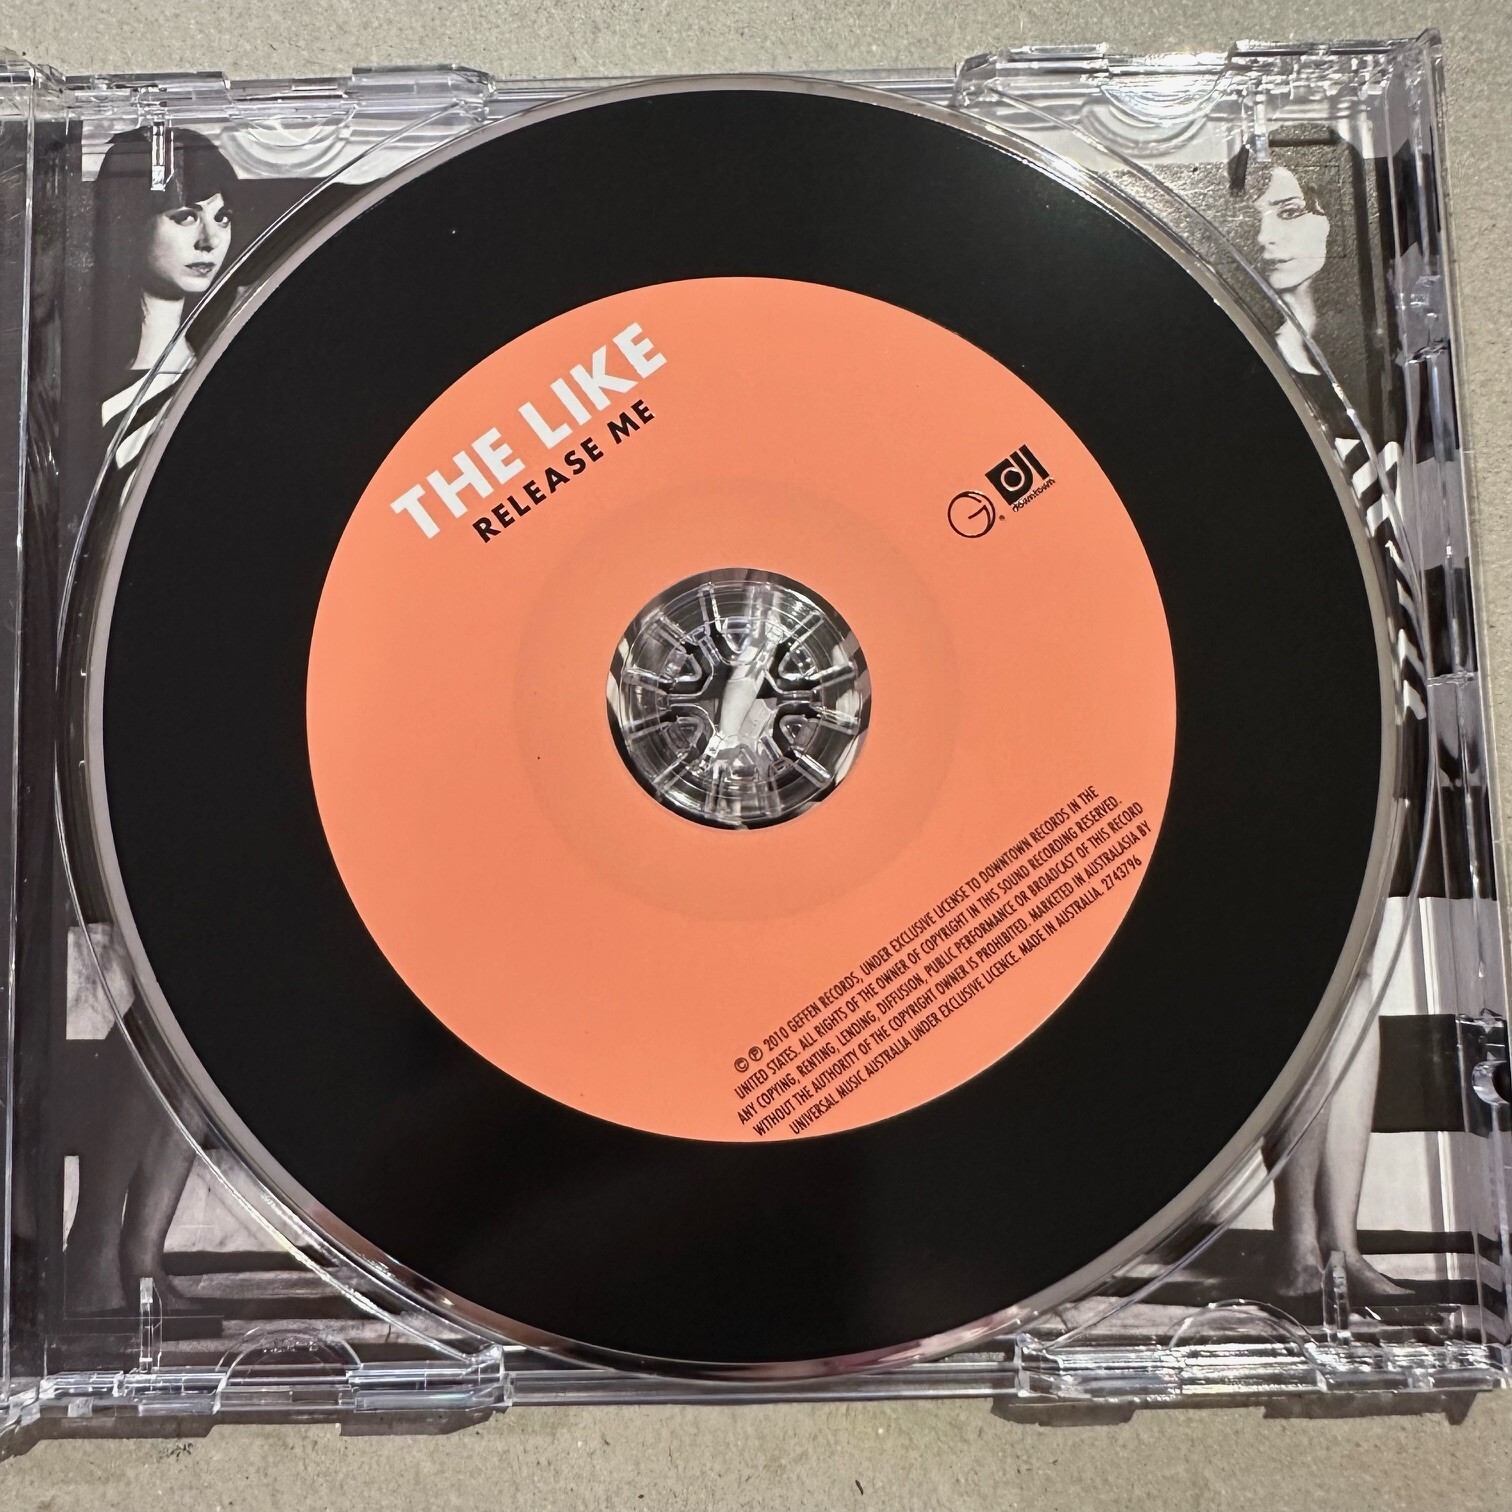 THE LIKE
RELEASE ME
G
®
d
downtown
© ℗ 2010 GEFFEN RECORDS, UNDER EXCLUSIVE LICENSE TO DOWNTOWN RECORDS IN THE
UNITED STATES. ALL RIGHTS OF THE OWNER OF COPYRIGHT IN THIS SOUND RECORDING RESERVED.
ANY COPYING, RENTING, LENDING, DIFFUSION, PUBLIC PERFORMANCE OR BROADCAST OF THIS RECORD
WITHOUT THE AUTHORITY OF THE COPYRIGHT OWNER IS PROHIBITED. MARKETED IN AUSTRALASIA BY
UNIVERSAL MUSIC AUSTRALIA UNDER EXCLUSIVE LICENCE. MADE IN AUSTRALIA. 2743796